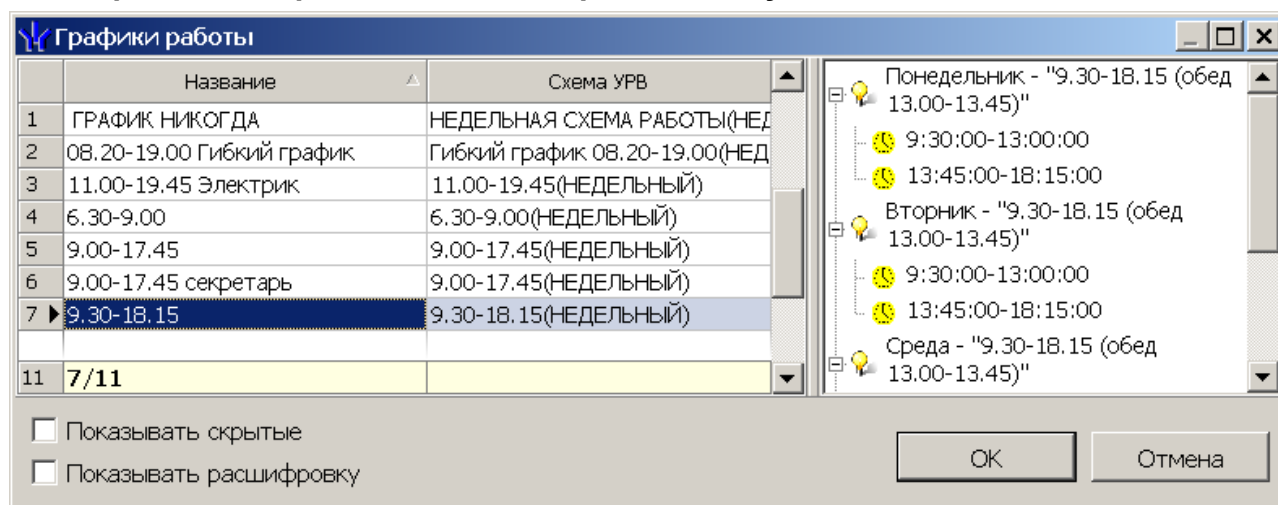 Графики работы
Название Схема УРВ
1 ГРАФИК НИКОГДА НЕДЕЛЬНАЯ СХЕМА РАБОТЫ(НЕД
2 08.20-19.00 Гибкий график Гибкий график 08.20-19.00(НЕД
3 11.00-19.45 Электрик 11.00-19.45(НЕДЕЛЬНЫЙ)
4 6.30-9.00 6.30-9.00(НЕДЕЛЬНЫЙ)
5 9.00-17.45 9.00-17.45(НЕДЕЛЬНЫЙ)
6 9.00-17.45 секретарь 9.00-17.45(НЕДЕЛЬНЫЙ)
7 9.30-18.15 9.30-18.15(НЕДЕЛЬНЫЙ)
11 7/11
Понедельник - "9.30-18.15 (обед
13.00-13.45)"
9:30:00-13:00:00
13:45:00-18:15:00
Вторник - "9.30-18.15 (обед
13.00-13.45)"
9:30:00-13:00:00
13:45:00-18:15:00
Среда - "9.30-18.15 (обед
13.00-13.45)"
Показывать скрытые
Показывать расшифровку
ОК Отмена